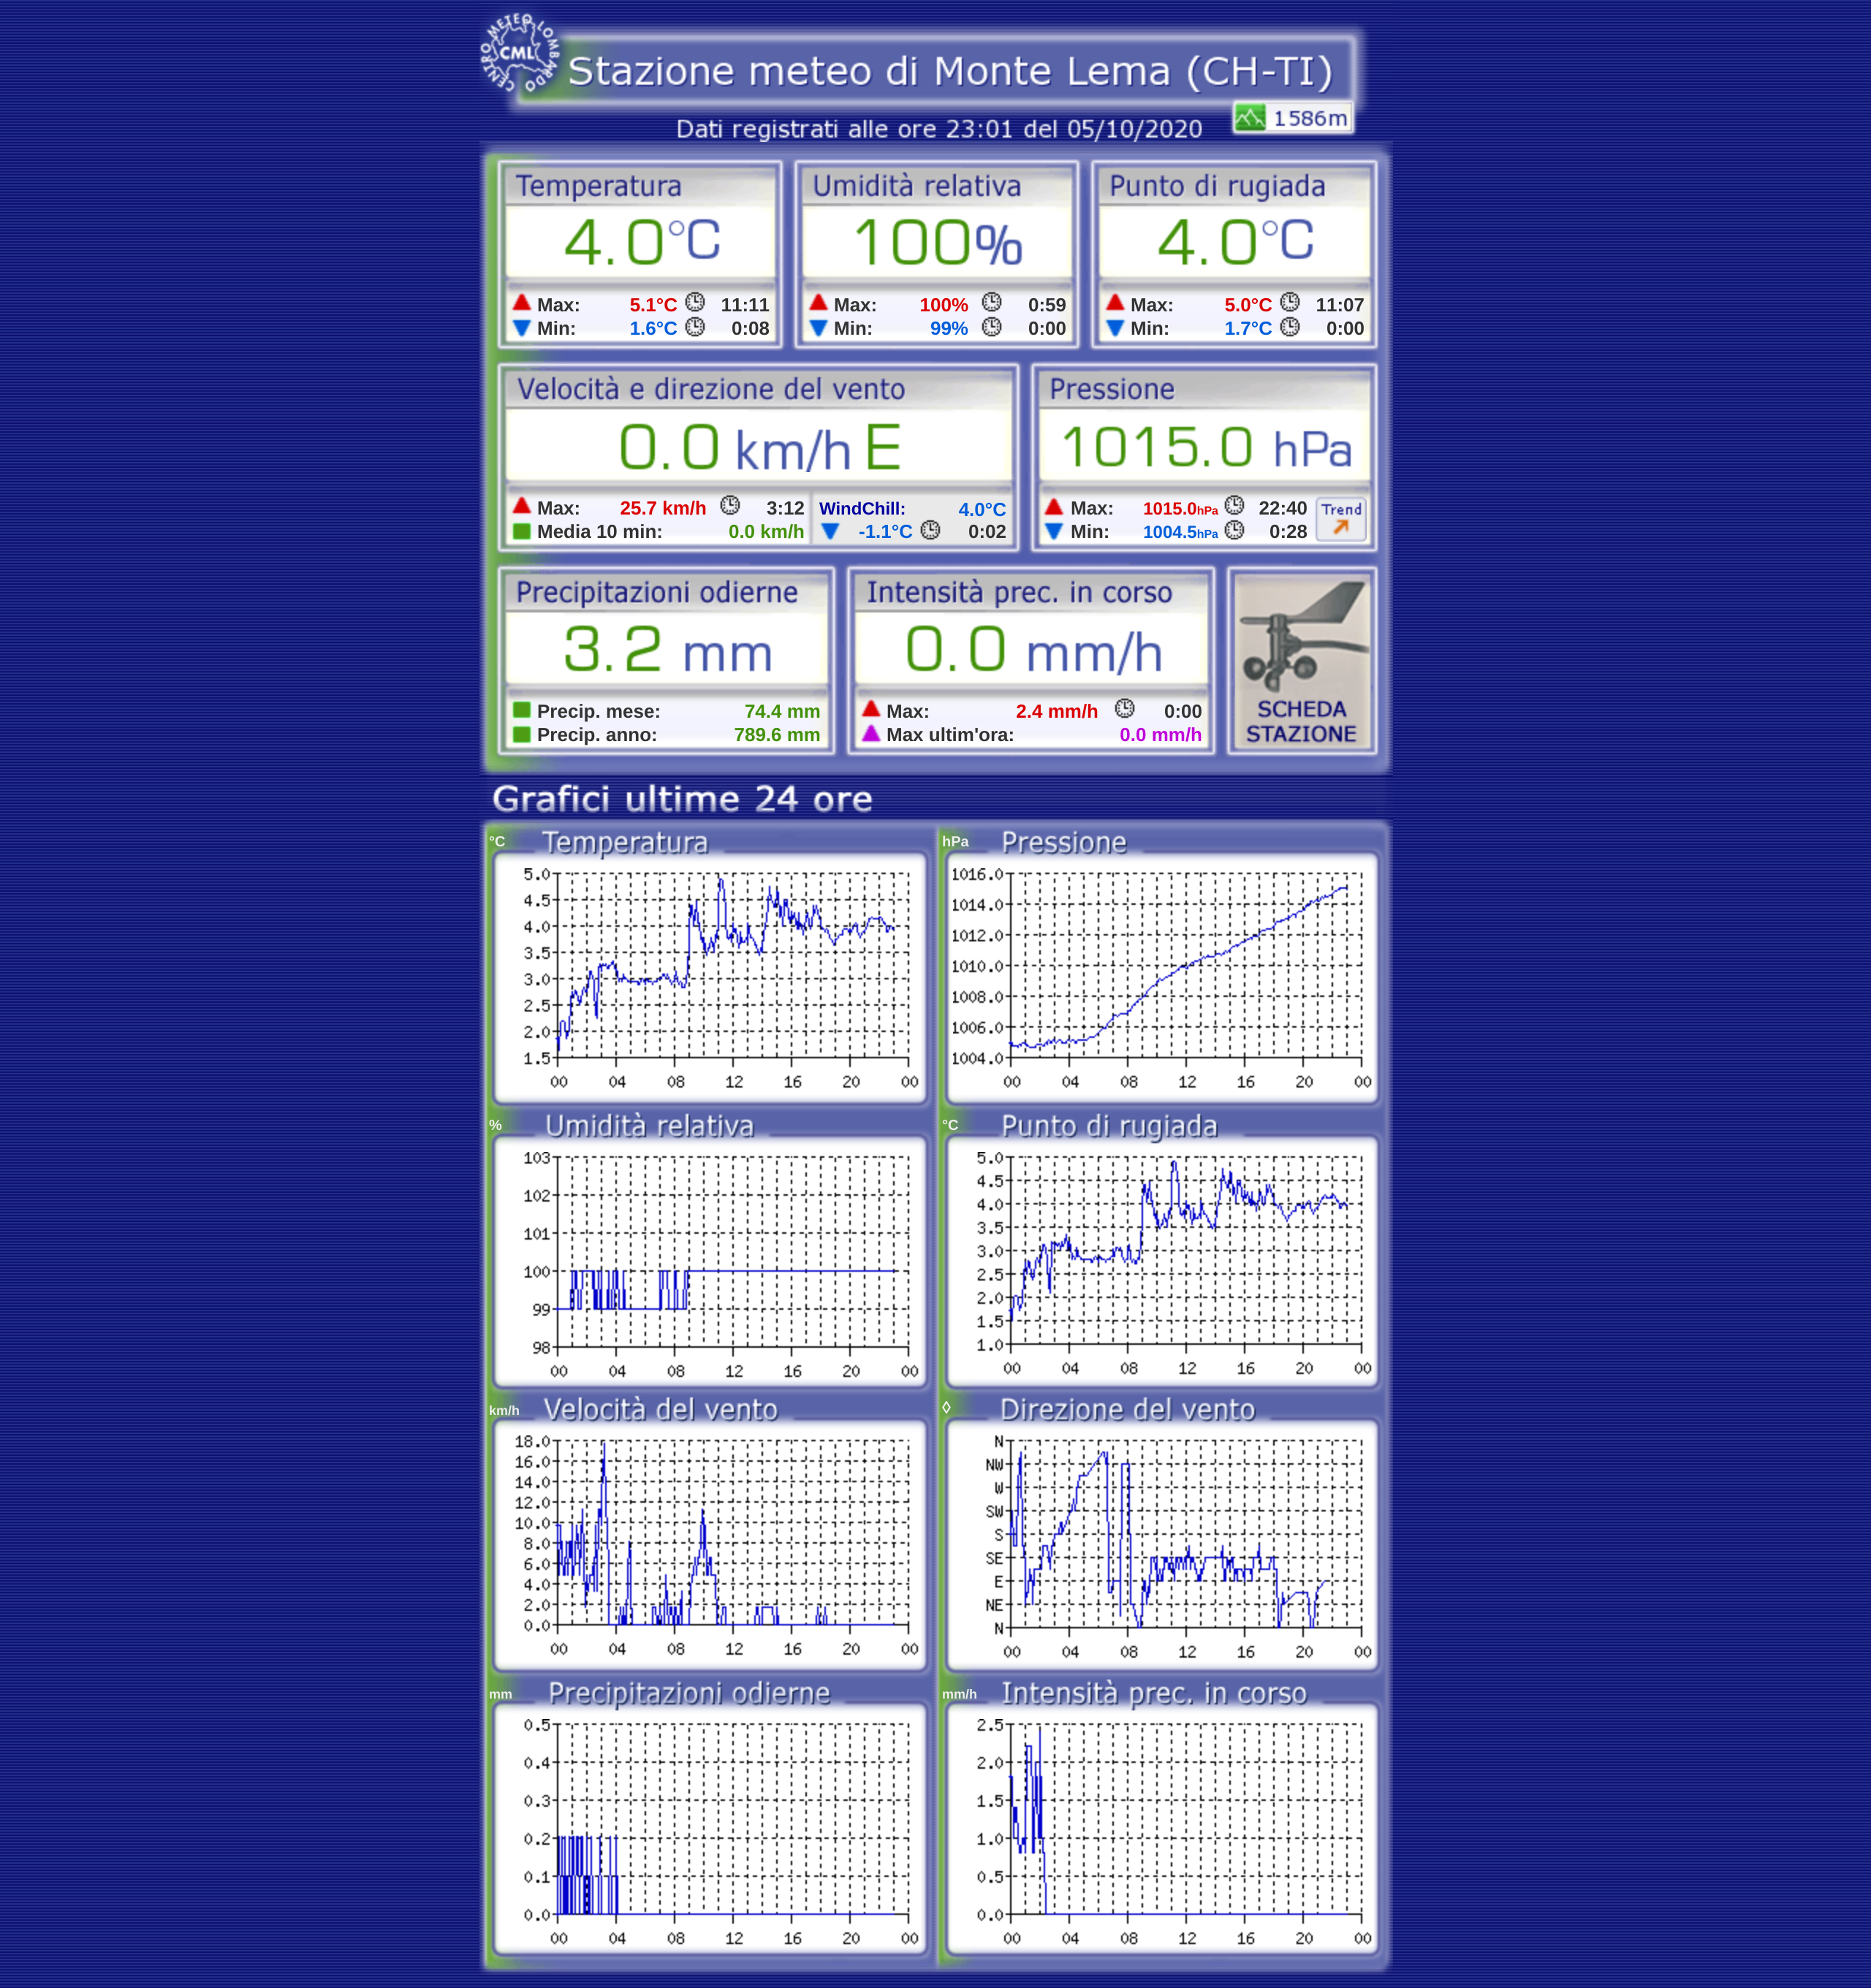 CENTRO METEO LOMBARDO
CML
Stazione meteo di Monte Lema (CH-TI)
1586m
Dati registrati alle ore 23:01 del 05/10/2020
Temperatura Umidità relativa Punto di rugiada
4.0°C 100% 4.0°C
Max: 5.1°C 11:11 Max: 100% 0:59 Max: 5.0°C 11:07
Min: 1.6°C 0:08 Min: 99% 0:00 Min: 1.7°C 0:00
Velocità e direzione del vento Pressione
0.0 km/h E 1015.0 hPa
Max: 25.7 km/h 3:12 WindChill: 4.0°C Max: 1015.0hPa 22:40 Trend
Media 10 min: 0.0 km/h -1.1°C 0:02 Min: 1004.5hPa 0:28
Precipitazioni odierne Intensità prec. in corso
3.2 mm 0.0 mm/h
Precip. mese: 74.4 mm Max: 2.4 mm/h 0:00 SCHEDA
Precip. anno: 789.6 mm Max ultim'ora: 0.0 mm/h STAZIONE
Grafici ultime 24 ore
°C Temperatura
5.0
4.5
4.0
3.5
3.0
2.5
2.0
1.5
00 04 08 12 16 20 00
hPa Pressione
1016.0
1014.0
1012.0
1010.0
1008.0
1006.0
1004.0
00 04 08 12 16 20 00
% Umidità relativa
103
102
101
100
99
98
00 04 08 12 16 20 00
°C Punto di rugiada
5.0
4.5
4.0
3.5
3.0
2.5
2.0
1.5
1.0
00 04 08 12 16 20 00
km/h Velocità del vento
18.0
16.0
14.0
12.0
10.0
8.0
6.0
4.0
2.0
0.0
00 04 08 12 16 20 00
◊ Direzione del vento
N
NW
W
SW
S
SE
E
NE
N
00 04 08 12 16 20 00
mm Precipitazioni odierne
0.5
0.4
0.3
0.2
0.1
0.0
00 04 08 12 16 20 00
mm/h Intensità prec. in corso
2.5
2.0
1.5
1.0
0.5
0.0
00 04 08 12 16 20 00